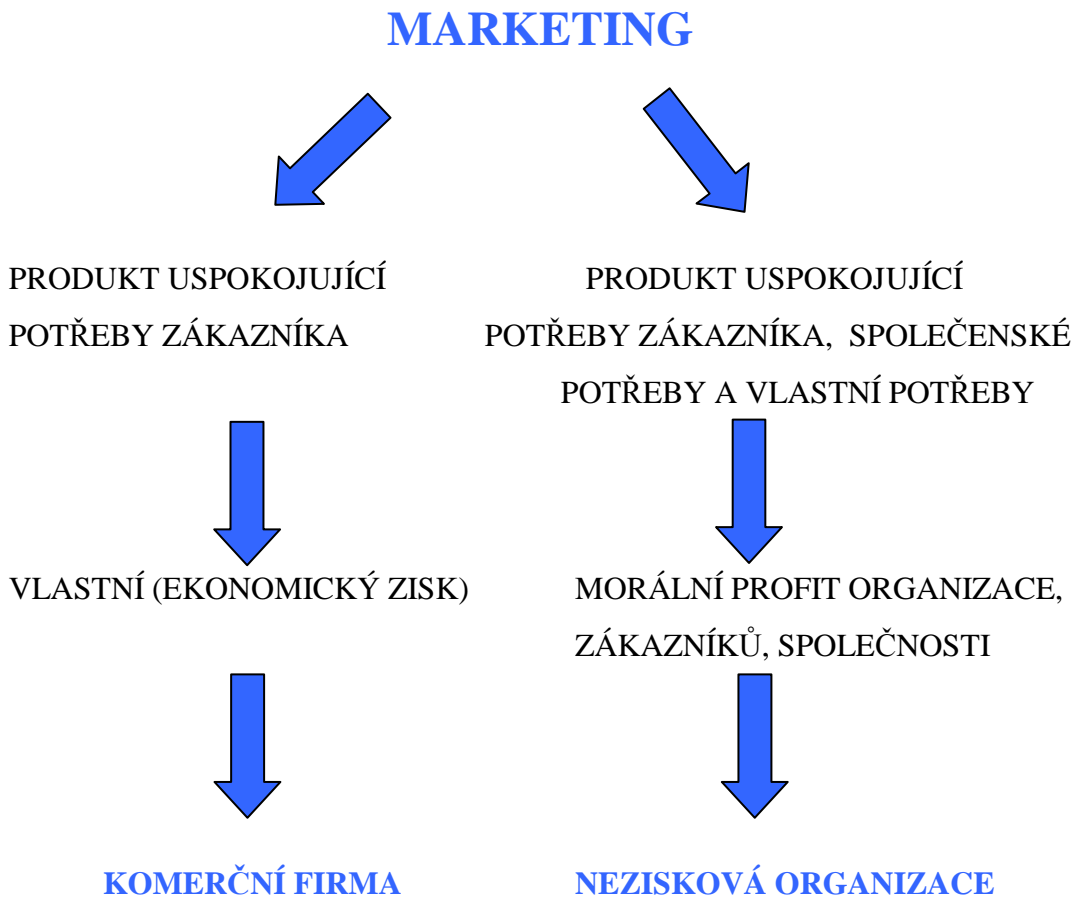 MARKETING
PRODUKT USPOKOJUJÍCÍ
POTŘEBY ZÁKAZNÍKA
PRODUKT USPOKOJUJÍCÍ
POTŘEBY ZÁKAZNÍKA, SPOLEČENSKÉ
POTŘEBY A VLASTNÍ POTŘEBY
VLASTNÍ (EKONOMICKÝ ZISK)
MORÁLNÍ PROFIT ORGANIZACE,
ZÁKAZNÍKŮ, SPOLEČNOSTI
KOMERČNÍ FIRMA
NEZISKOVÁ ORGANIZACE